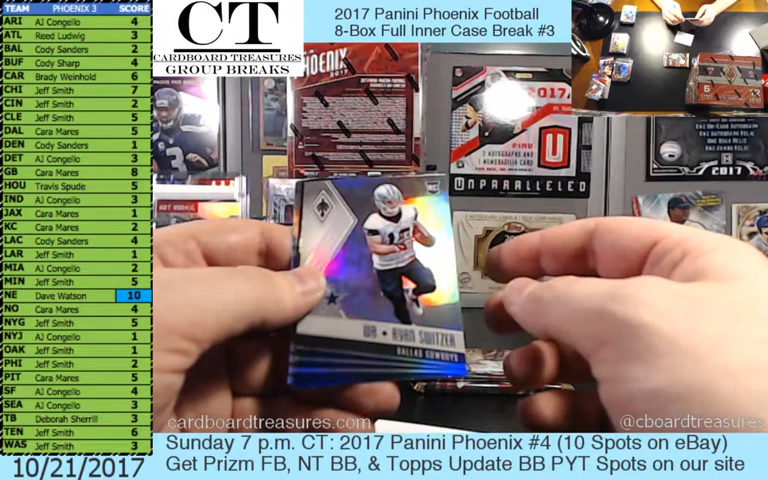 TEAM PHOENIX 3 SCORE
ARI AJ Congello 4
ATL Reed Ludwig 3
BAL Cody Sanders 2
BUF Cody Sharp 4
CAR Brady Weinhold 6
CHI Jeff Smith 7
CIN Jeff Smith 2
CLE Jeff Smith 5
DAL Cara Mares 5
DEN Cody Sanders 1
DET AJ Congello 3
GB Cara Mares 8
HOU Travis Spude 5
IND AJ Congello 3
JAX Cara Mares 1
KC Cara Mares 2
LAC Cody Sanders 4
LAR Jeff Smith 1
MIA AJ Congello 2
MIN Jeff Smith 5
NE Dave Watson 10
NO Cara Mares 4
NYG Jeff Smith 5
NYJ AJ Congello 1
OAK Jeff Smith 1
PHI Jeff Smith 2
PIT Cara Mares 5
SF AJ Congello 4
SEA AJ Congello 3
TB Deborah Sherrill 3
TEN Jeff Smith 6
WAS Jeff Smith 3
10/21/2017
CT
CARDBOARD TREASURES
GROUP BREAKS
2017 Panini Phoenix Football
8-Box Full Inner Case Break #3
PHOENIX
2017
UNPARALLELED
2017
WR • RYAN SWITZER
DALLAS COWBOYS
cardboardtreasures.com
@cboardtreasures
Sunday 7 p.m. CT: 2017 Panini Phoenix #4 (10 Spots on eBay)
Get Prizm FB, NT BB, & Topps Update BB PYT Spots on our site